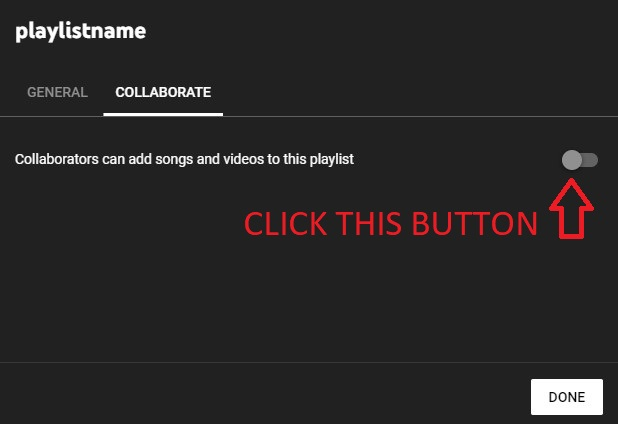 playlistname
GENERAL COLLABORATE
Collaborators can add songs and videos to this playlist
CLICK THIS BUTTON
DONE